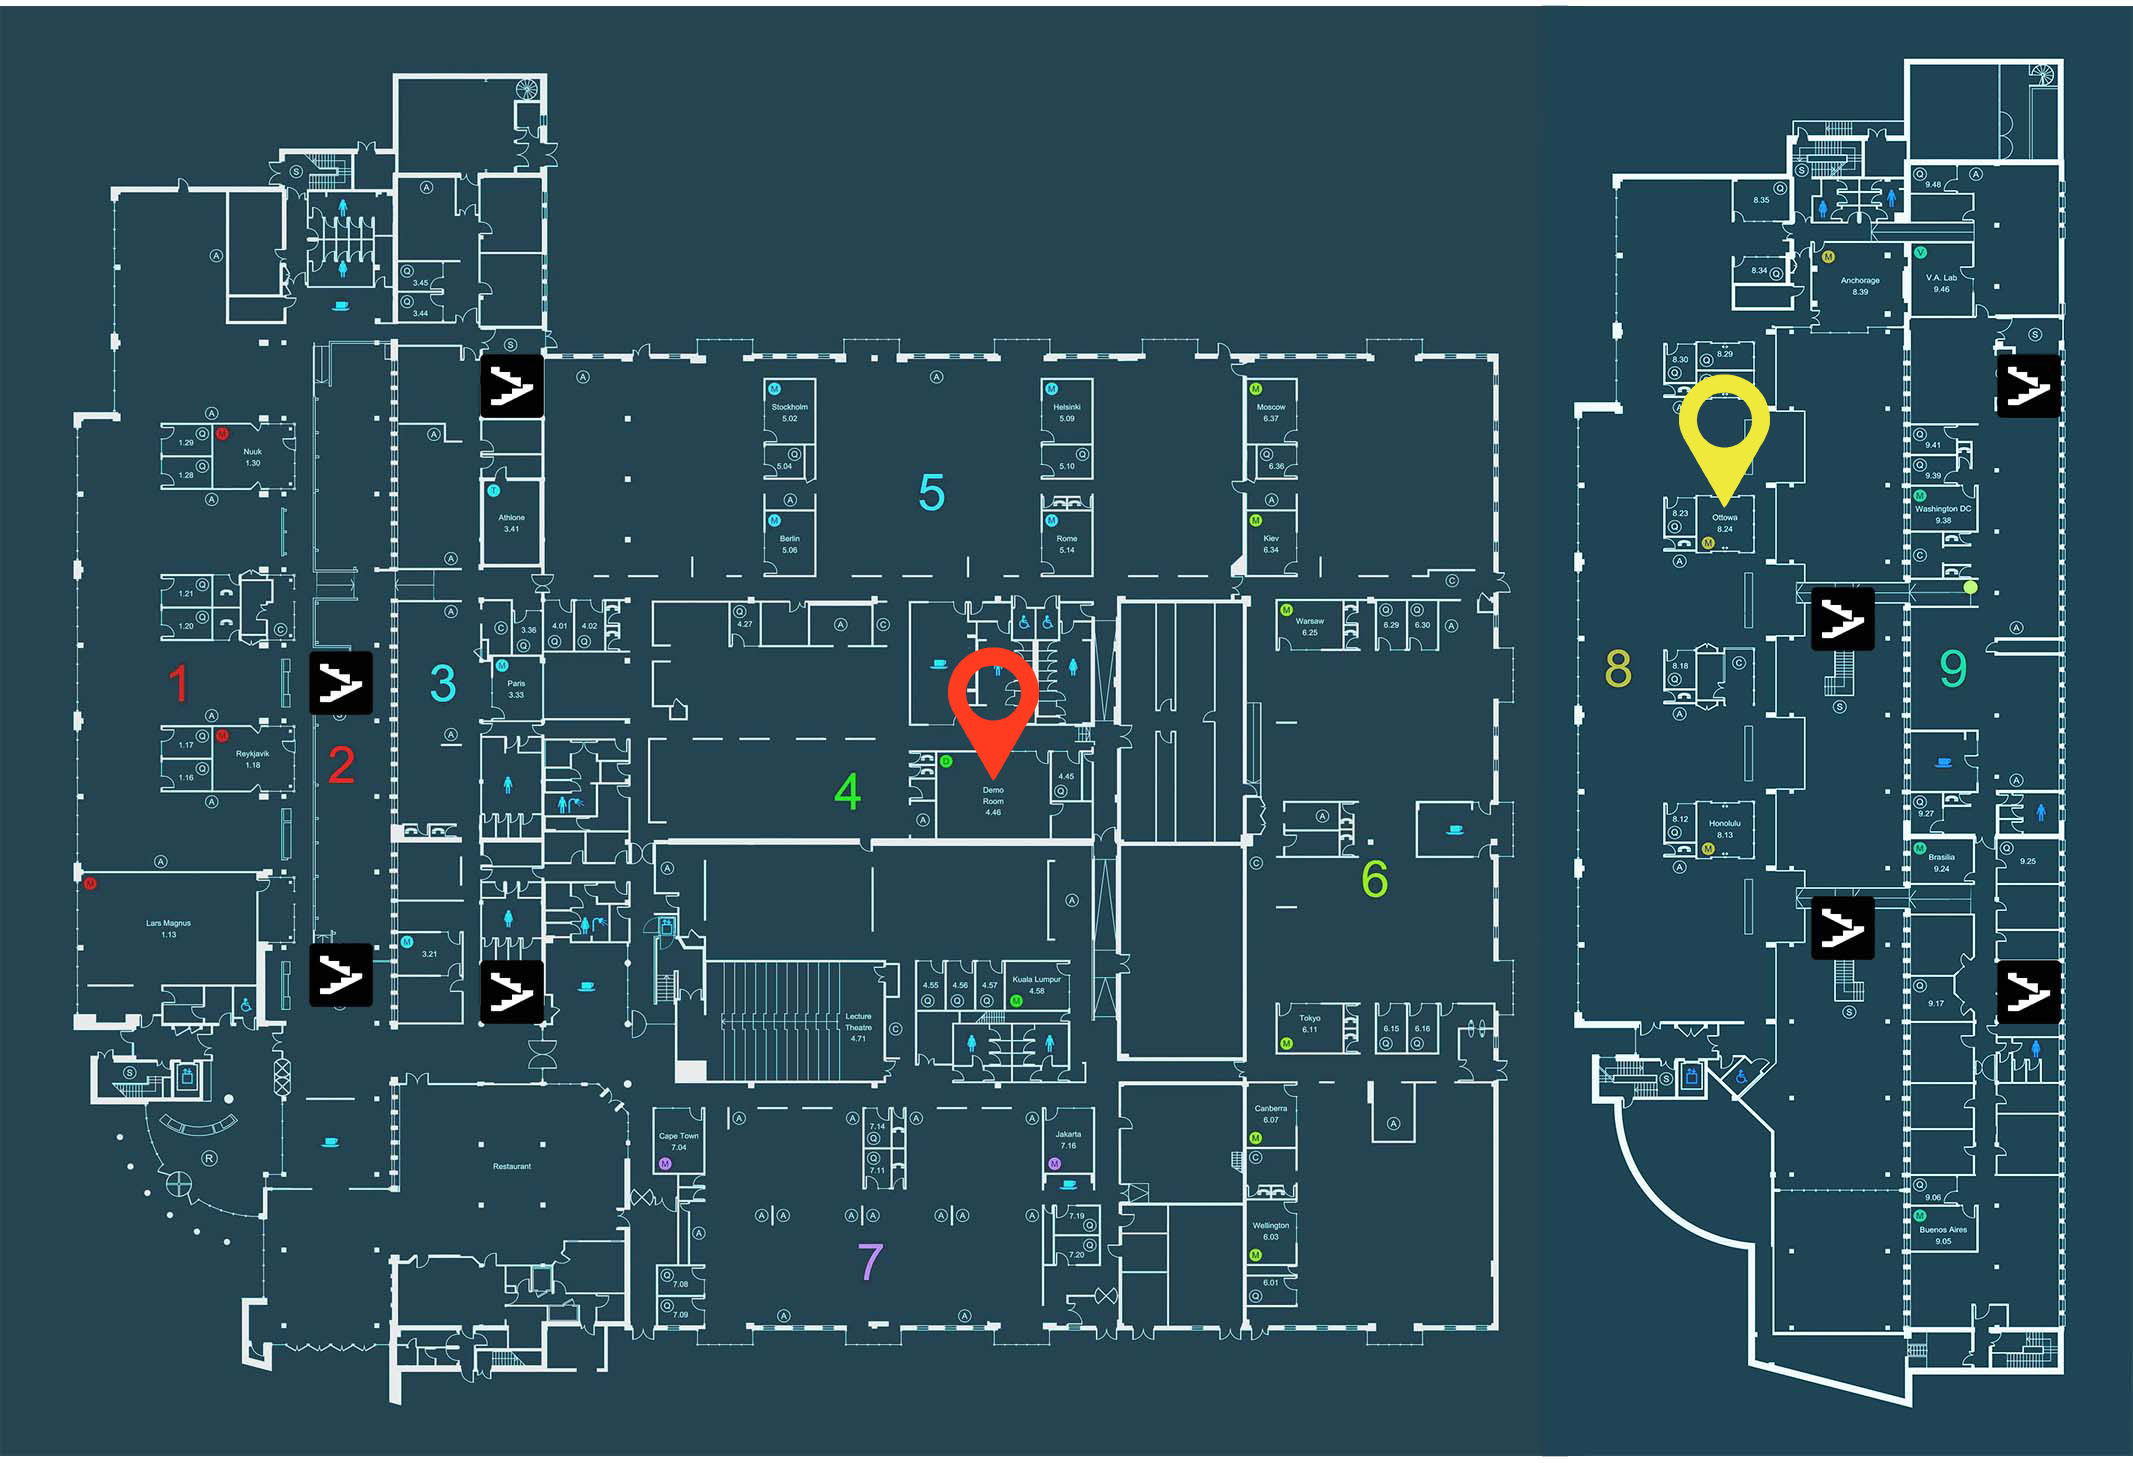 S
A
A
3.45
Q
3.44
Q
S
A
A
1.29
Q
M
Nuuk
1.30
1.28
Q
A
1.21
Q
1.20
Q
C
1
A
1.17
Q
M
Reykjavik
1.18
1.16
Q
A
A
M
Lars Magnus
1.13
2
S
S
A
T
Athlone
3.41
A
A
C
3.36
Q
4.01
Q
4.02
Q
M
Paris
3.33
3
A
M
3.21
S
R
Restaurant
A
M
Stockholm
5.02
5.04
Q
A
M
Berlin
5.06
A
5
M
Helsinki
5.09
5.10
Q
M
Rome
5.14
M
Moscow
6.37
Q
6.36
A
M
Kiev
6.34
C
Q
4.27
A
C
4
D
Demo
Room
4.46
4.45
Q
A
A
A
4.55
Q
4.56
Q
4.57
Q
Kuala Lumpur
4.58
M
Lecture
Theatre
4.71
C
M
Warsaw
6.25
Q
6.29
Q
6.30
A
A
C
6
M
Tokyo
6.11
M
6.15
Q
6.16
Q
Canberra
6.07
M
C
Wellington
6.03
M
6.01
Q
A
Cape Town
7.04
M
A
A
7.14
Q
Q
7.11
A
A
Jakarta
7.16
M
A
A
A
A
A
A
A
A
7.19
Q
7.20
Q
7
Q
7.08
Q
7.09
A
A
S
Q
8.35
8.34
Q
M
Anchorage
8.39
8.30
Q
8.29
Q
A
8.23
Q
Ottowa
8.24
M
A
8
8.18
Q
C
A
8.12
Q
Honolulu
8.13
M
A
S
S
S
Q
9.48
A
V
V.A. Lab
9.46
S
Q
9.41
Q
9.39
M
Washington DC
9.38
C
A
9
A
Q
9.27
M
Brasilia
9.24
Q
9.25
Q
9.17
Q
9.06
M
Buenos Aires
9.05